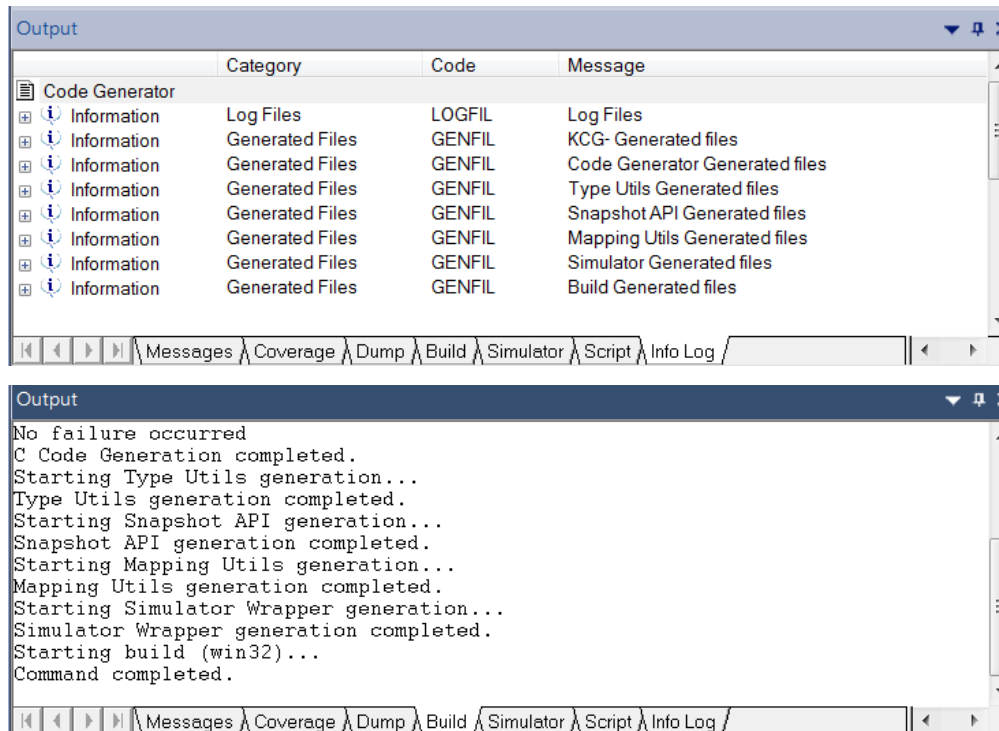 Output
Category Code Message
Code Generator
Information Log Files LOGFIL Log Files
Information Generated Files GENFIL KCG- Generated files
Information Generated Files GENFIL Code Generator Generated files
Information Generated Files GENFIL Type Utils Generated files
Information Generated Files GENFIL Snapshot API Generated files
Information Generated Files GENFIL Mapping Utils Generated files
Information Generated Files GENFIL Simulator Generated files
Information Generated Files GENFIL Build Generated files
Messages Coverage Dump Build Simulator Script Info Log
Output
No failure occurred
C Code Generation completed.
Starting Type Utils generation...
Type Utils generation completed.
Starting Snapshot API generation...
Snapshot API generation completed.
Starting Mapping Utils generation...
Mapping Utils generation completed.
Starting Simulator Wrapper generation...
Simulator Wrapper generation completed.
Starting build (win32)...
Command completed.
Messages Coverage Dump Build Simulator Script Info Log